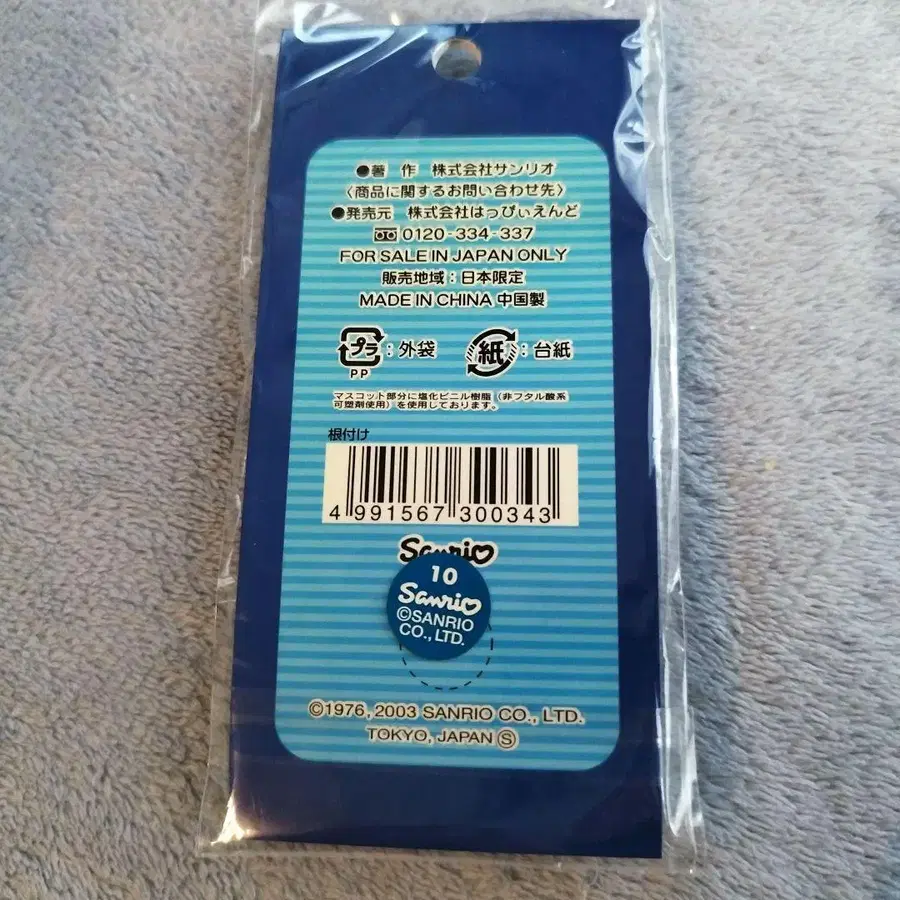 ●著　作　株式会社サンリオ
〈商品に関するお問い合わせ先〉
●発売元　株式会社はっぴぃえんど
0120-334-337
FOR SALE IN JAPAN ONLY
販売地域：日本限定
MADE IN CHINA 中国製
プラ：外袋　紙：台紙
PP
マスコット部分に塩化ビニル樹脂（非フタル酸系
可塑剤使用）を使用しております。
根付け
4 991567 300343
Sanrio
10
Sanrio
©SANRIO
CO., LTD.
©1976, 2003 SANRIO CO., LTD.
TOKYO, JAPAN Ⓢ